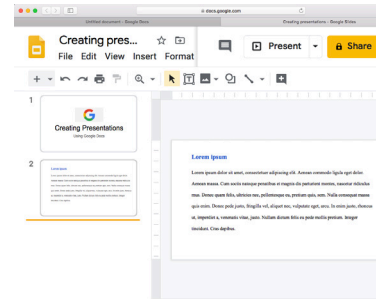 docs.google.com
Untitled document - Google Docs
Creating presentations - Google Slides
Creating pres...
File Edit View Insert Format
Present
Share
1
G
Creating Presentations
Using Google Docs
2
Lorem ipsum
Lorem ipsum
Lorem ipsum dolor sit amet, consectetuer adipiscing elit. Aenean commodo ligula eget dolor.
Aenean massa. Cum sociis natoque penatibus et magnis dis parturient montes, nascetur ridiculus
mus. Donec quam felis, ultricies nec, pellentesque eu, pretium quis, sem. Nulla consequat massa
quis enim. Donec pede justo, fringilla vel, aliquet nec, vulputate eget, arcu. In enim justo, rhoncus
ut, imperdiet a, venenatis vitae, justo. Nullam dictum felis eu pede mollis pretium. Integer
tincidunt. Cras dapibus.